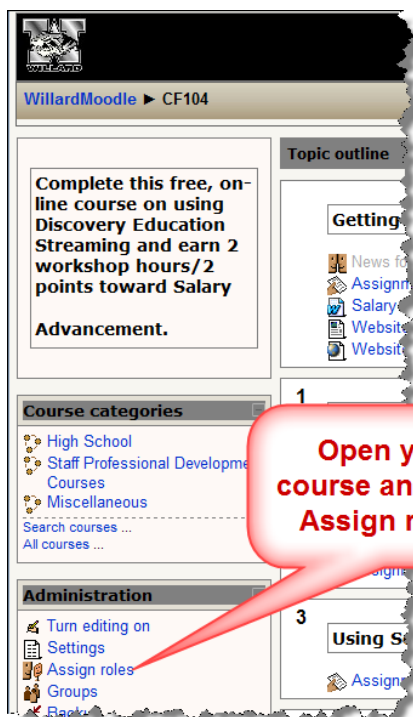 WILLARD
WillardMoodle ► CF104
Complete this free, on-
line course on using
Discovery Education
Streaming and earn 2
workshop hours/2
points toward Salary
Advancement.
Course categories
High School
Staff Professional Developme
Courses
Miscellaneous
Search courses ...
All courses ...
Administration
Turn editing on
Settings
Assign roles
Groups
Topic outline
Getting
News fo
Assignm
Salary
Website
Website
1
Open y
course an
Assign r
3
Using S
Assignm